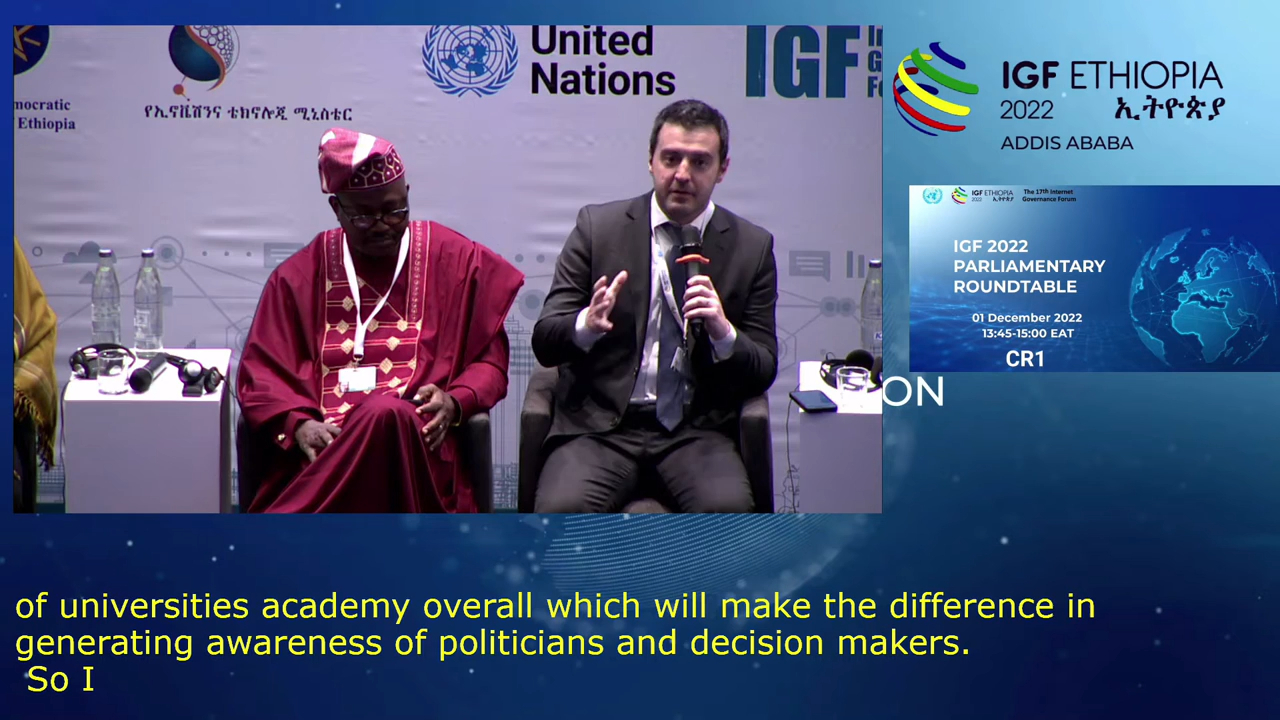 mocratic
Ethiopia
የኢኖቬሽንና ቴክኖሎጂ ሚኒስቴር
United
Nations
IGF
IGF ETHIOPIA
2022 ኢትዮጵያ
ADDIS ABABA
IGF ETHIOPIA
2022 ኢትዮጵያ
The 17th Internet
Governance Forum
IGF 2022
PARLIAMENTARY
ROUNDTABLE
01 December 2022
13:45-15:00 EAT
CR1
ON
of universities academy overall which will make the difference in
generating awareness of politicians and decision makers.
So I